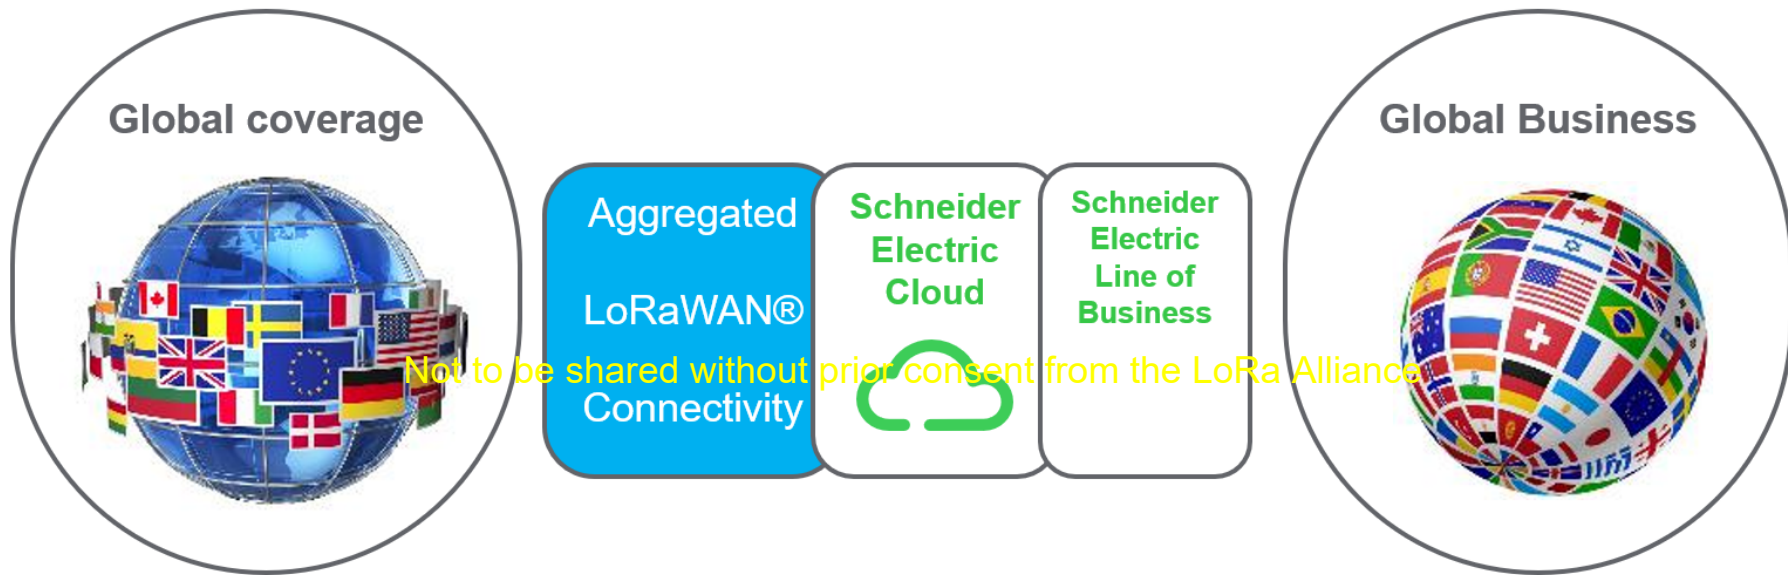 Global coverage
Aggregated
LoRaWAN®
Connectivity
Schneider
Electric
Cloud
Schneider
Electric
Line of
Business
Global Business
Not to be shared without prior consent from the LoRa Alliance